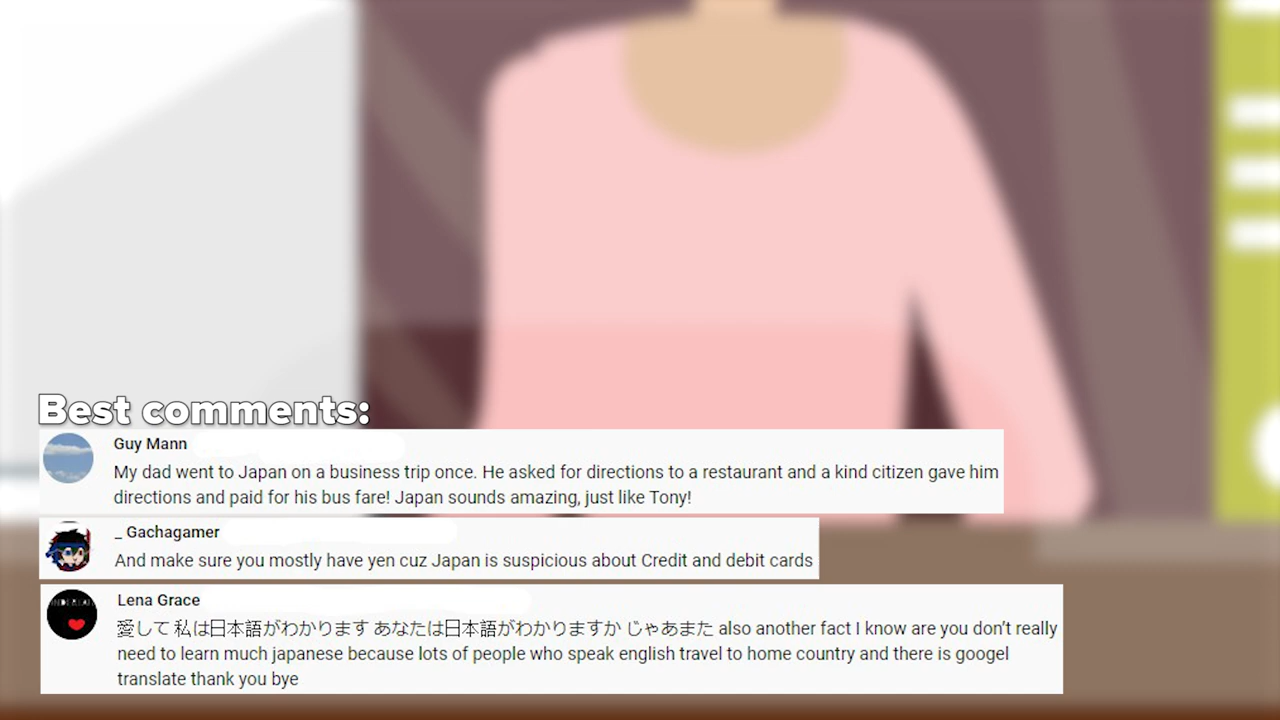 Best comments:
Guy Mann
My dad went to Japan on a business trip once. He asked for directions to a restaurant and a kind citizen gave him
directions and paid for his bus fare! Japan sounds amazing, just like Tony!
_ Gachagamer
And make sure you mostly have yen cuz Japan is suspicious about Credit and debit cards
Lena Grace
愛して 私は日本語がわかります あなたは日本語がわかりますか じゃあまた also another fact I know are you don’t really
need to learn much japanese because lots of people who speak english travel to home country and there is googel
translate thank you bye